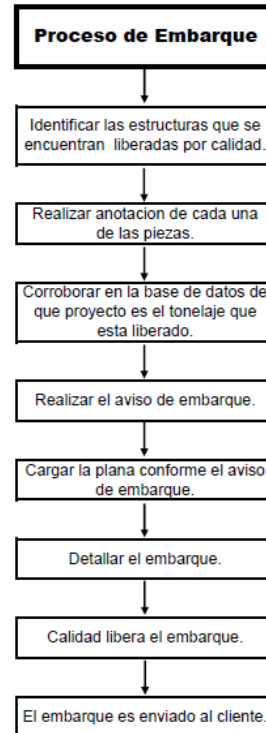 Proceso de Embarque
Identificar las estructuras que se
encuentran liberadas por calidad.
Realizar anotacion de cada una
de las piezas.
Corroborar en la base de datos de
que proyecto es el tonelaje que
esta liberado.
Realizar el aviso de embarque.
Cargar la plana conforme el aviso
de embarque.
Detallar el embarque.
Calidad libera el embarque.
El embarque es enviado al cliente.